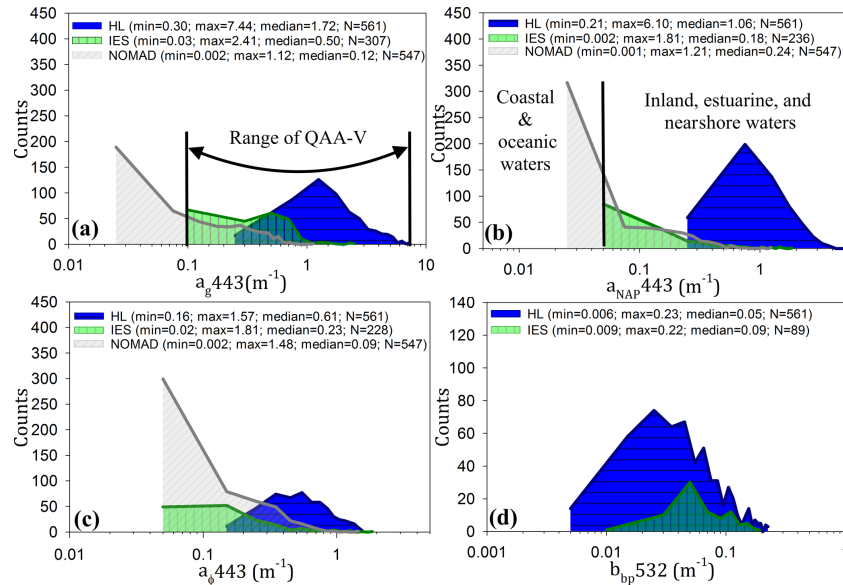 HL (min=0.30; max=7.44; median=1.72; N=561)
IES (min=0.03; max=2.41; median=0.50; N=307)
NOMAD (min=0.002; max=1.12; median=0.12; N=547)
Range of QAA-V
(a)
Counts
450
400
350
300
250
200
150
100
50
0
0.01 0.1 1 10
a_g443(m⁻¹)
HL (min=0.21; max=6.10; median=1.06; N=561)
IES (min=0.002; max=1.81; median=0.18; N=236)
NOMAD (min=0.001; max=1.21; median=0.24; N=547)
Coastal
&
oceanic
waters
Inland, estuarine, and
nearshore waters
(b)
Counts
450
400
350
300
250
200
150
100
50
0
0.01 0.1 1
a_NAP443 (m⁻¹)
HL (min=0.16; max=1.57; median=0.61; N=561)
IES (min=0.02; max=1.81; median=0.23; N=228)
NOMAD (min=0.002; max=1.48; median=0.09; N=547)
(c)
Counts
450
400
350
300
250
200
150
100
50
0
0.01 0.1 1
a_ϕ443 (m⁻¹)
HL (min=0.006; max=0.23; median=0.05; N=561)
IES (min=0.009; max=0.22; median=0.09; N=89)
(d)
Counts
140
120
100
80
60
40
20
0
0.001 0.01 0.1 1
b_bp532 (m⁻¹)